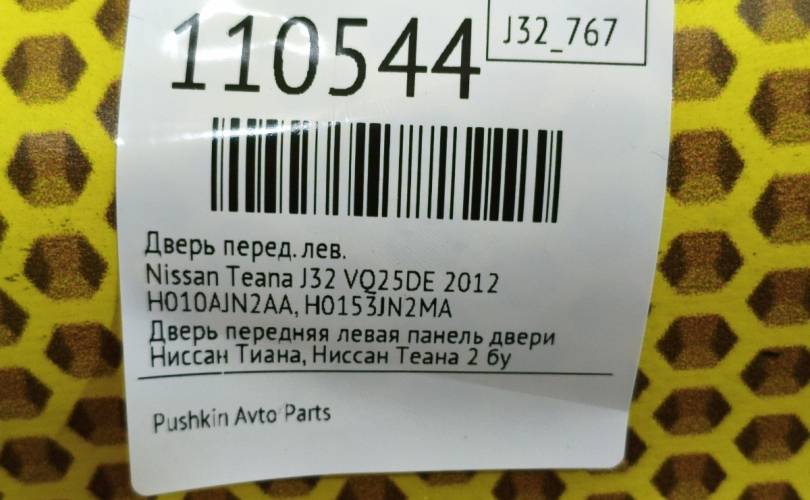 110544
J32_767
Дверь перед. лев.
Nissan Teana J32 VQ25DE 2012
H010AJN2AA, H0153JN2MA
Дверь передняя левая панель двери
Ниссан Тиана, Ниссан Теана 2 бу
Pushkin Avto Parts